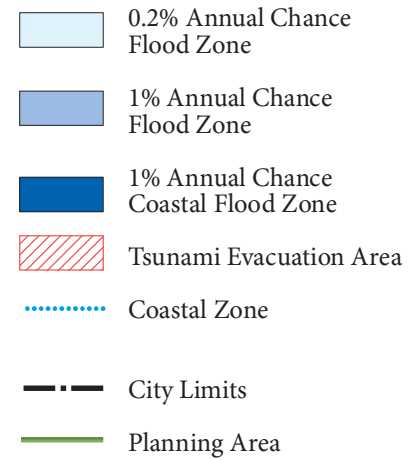 0.2% Annual Chance
Flood Zone
1% Annual Chance
Flood Zone
1% Annual Chance
Coastal Flood Zone
Tsunami Evacuation Area
Coastal Zone
City Limits
Planning Area